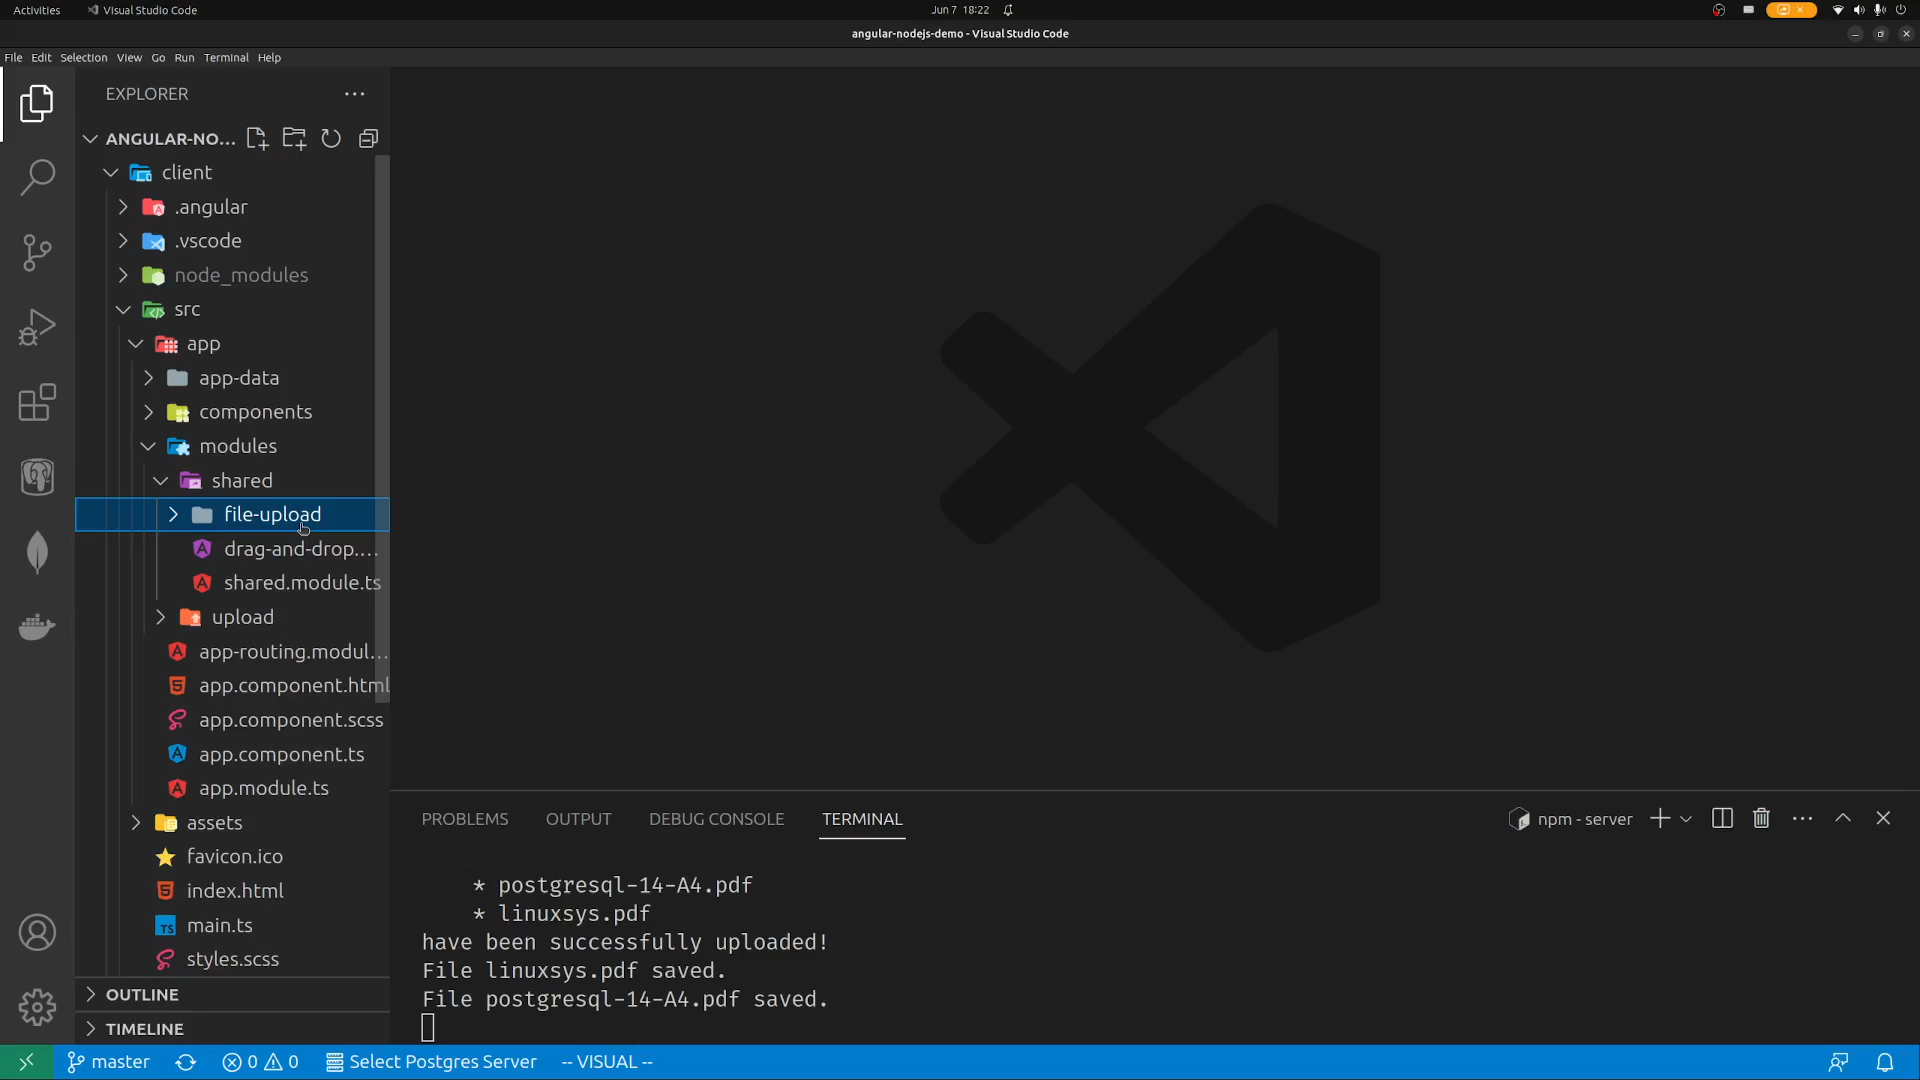 Activities
Visual Studio Code
Jun 7 18:22
angular-nodejs-demo - Visual Studio Code
File Edit Selection View Go Run Terminal Help
EXPLORER
ANGULAR-NO...
client
.angular
.vscode
node_modules
src
app
app-data
components
modules
shared
file-upload
drag-and-drop....
shared.module.ts
upload
app-routing.modul...
app.component.html
app.component.scss
app.component.ts
app.module.ts
assets
favicon.ico
index.html
main.ts
styles.scss
OUTLINE
TIMELINE
PROBLEMS OUTPUT DEBUG CONSOLE TERMINAL
npm - server
* postgresql-14-A4.pdf
* linuxsys.pdf
have been successfully uploaded!
File linuxsys.pdf saved.
File postgresql-14-A4.pdf saved.
master 0 0 Select Postgres Server -- VISUAL --